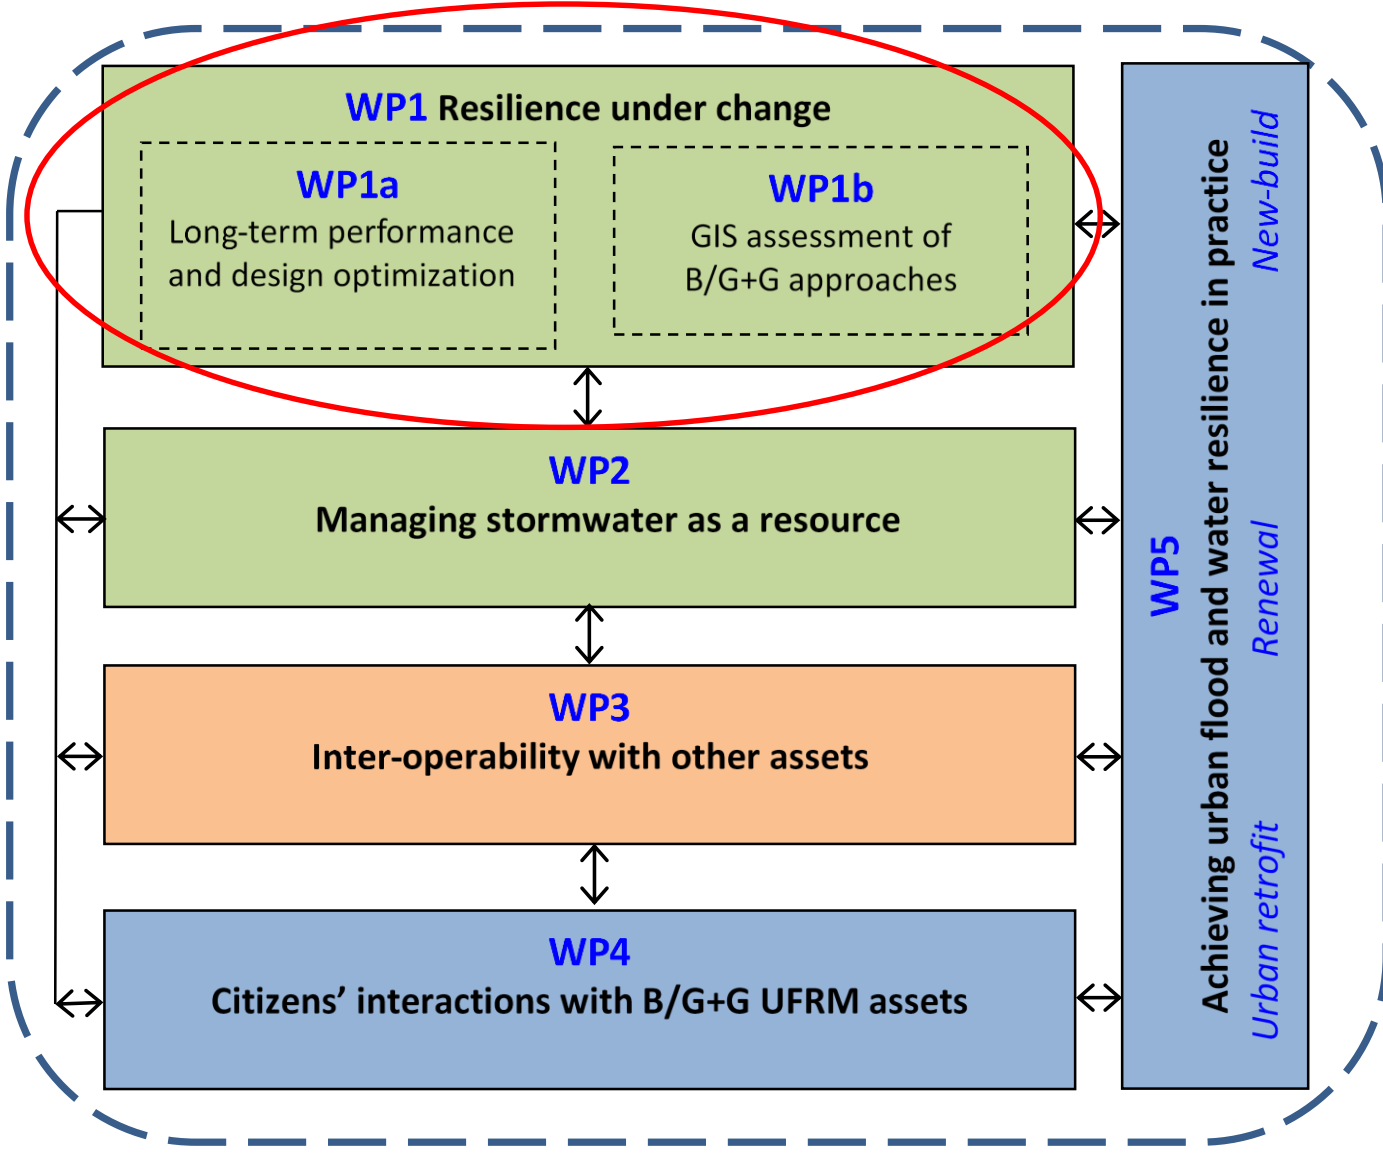 WP1 Resilience under change
WP1a
Long-term performance
and design optimization
WP1b
GIS assessment of
B/G+G approaches
WP2
Managing stormwater as a resource
WP3
Inter-operability with other assets
WP4
Citizens’ interactions with B/G+G UFRM assets
WP5
Achieving urban flood and water resilience in practice
Urban retrofit
Renewal
New-build